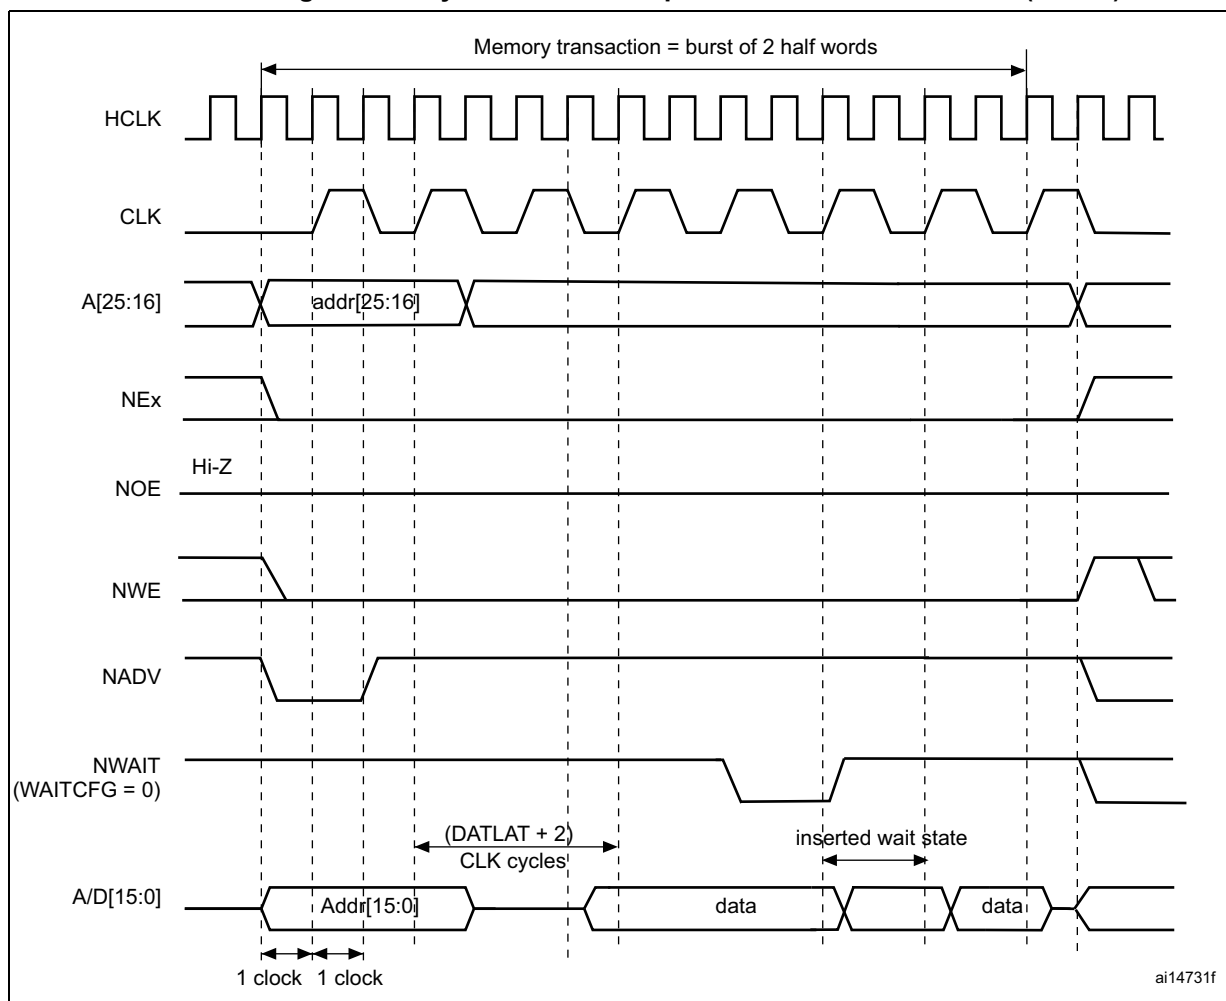 Memory transaction = burst of 2 half words
HCLK
CLK
A[25:16]
addr[25:16]
NEx
Hi-Z
NOE
NWE
NADV
NWAIT
(WAITCFG = 0)
(DATLAT + 2)
CLK cycles
inserted wait state
A/D[15:0]
Addr[15:0]
data
data
1 clock
1 clock
ai14731f